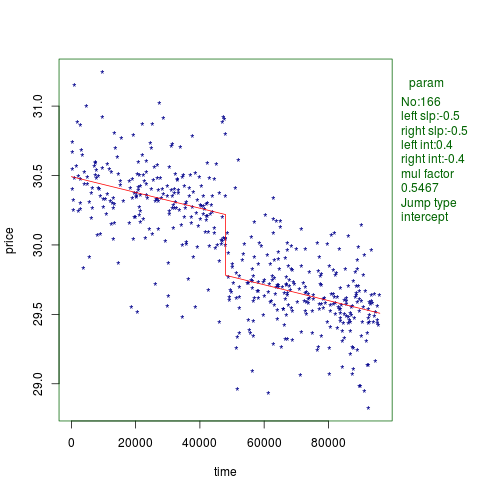 param
No:166
left slp:-0.5
right slp:-0.5
left int:0.4
right int:-0.4
mul factor
0.5467
Jump type
intercept
price
31.0
30.5
30.0
29.5
29.0
0 20000 40000 60000 80000
time